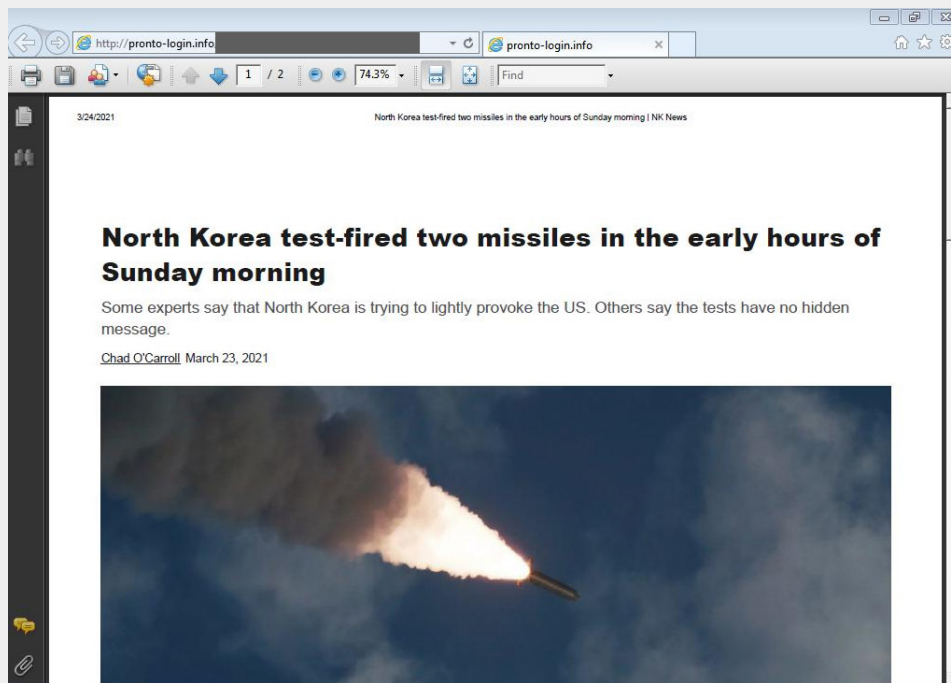 http://pronto-login.info
pronto-login.info
1 / 2
74.3%
Find
3/24/2021
North Korea test-fired two missiles in the early hours of Sunday morning | NK News
North Korea test-fired two missiles in the early hours of
Sunday morning
Some experts say that North Korea is trying to lightly provoke the US. Others say the tests have no hidden
message.
Chad O'Carroll March 23, 2021